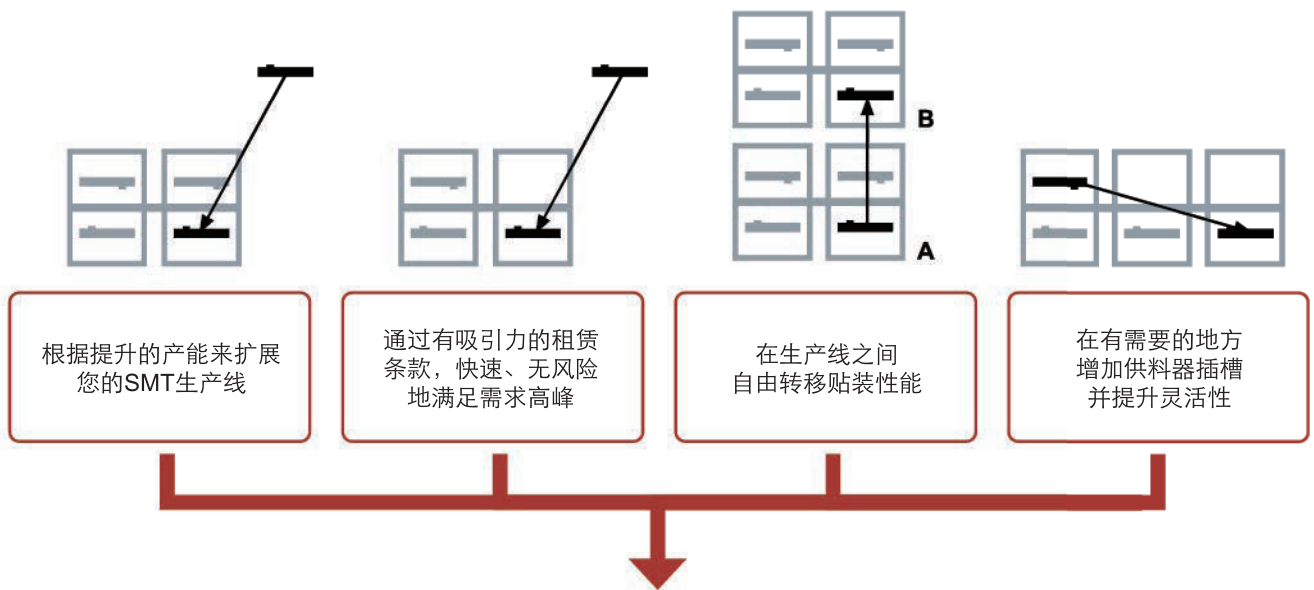 B
A
根据提升的产能来扩展
您的SMT生产线
通过有吸引力的租赁
条款，快速、无风险
地满足需求高峰
在生产线之间
自由转移贴装性能
在有需要的地方
增加供料器插槽
并提升灵活性